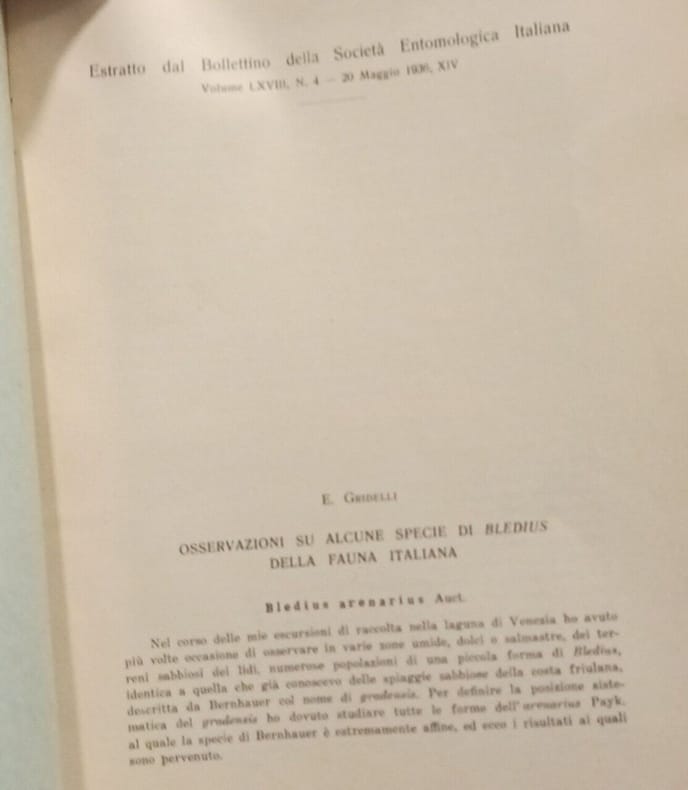 Estratto dal Bollettino della Società Entomologica Italiana
Volume LXVIII, N. 4 — 20 Maggio 1936, XIV
E. Gridelli
OSSERVAZIONI SU ALCUNE SPECIE DI BLEDIUS
DELLA FAUNA ITALIANA
Bledius arenarius Auct.
Nel corso delle mie escursioni di raccolta nella laguna di Venezia ho avuto
più volte occasione di osservare in varie zone umide, dolci o salmastre, dei ter-
reni sabbiosi dei lidi, numerose popolazioni di una piccola forma di Bledius,
identica a quella che già conoscevo delle spiaggie sabbione della costa friulana,
descritta da Bernhauer col nome di gradensis. Per definire la posizione siste-
matica del gradensis ho dovuto studiare tutte le forme dell'arenarius Payk.
al quale la specie di Bernhauer è estremamente affine, ed ecco i risultati ai quali
sono pervenuto.